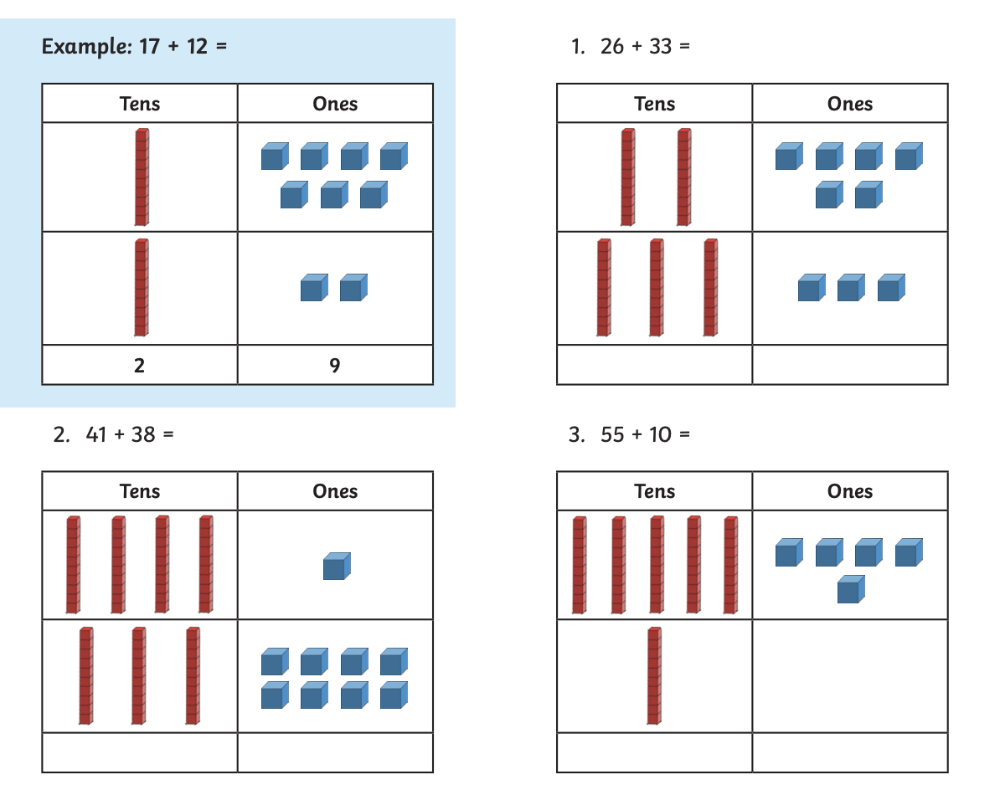 Example: 17 + 12 =
Tens Ones
2 9
1. 26 + 33 =
Tens Ones
2. 41 + 38 =
Tens Ones
3. 55 + 10 =
Tens Ones